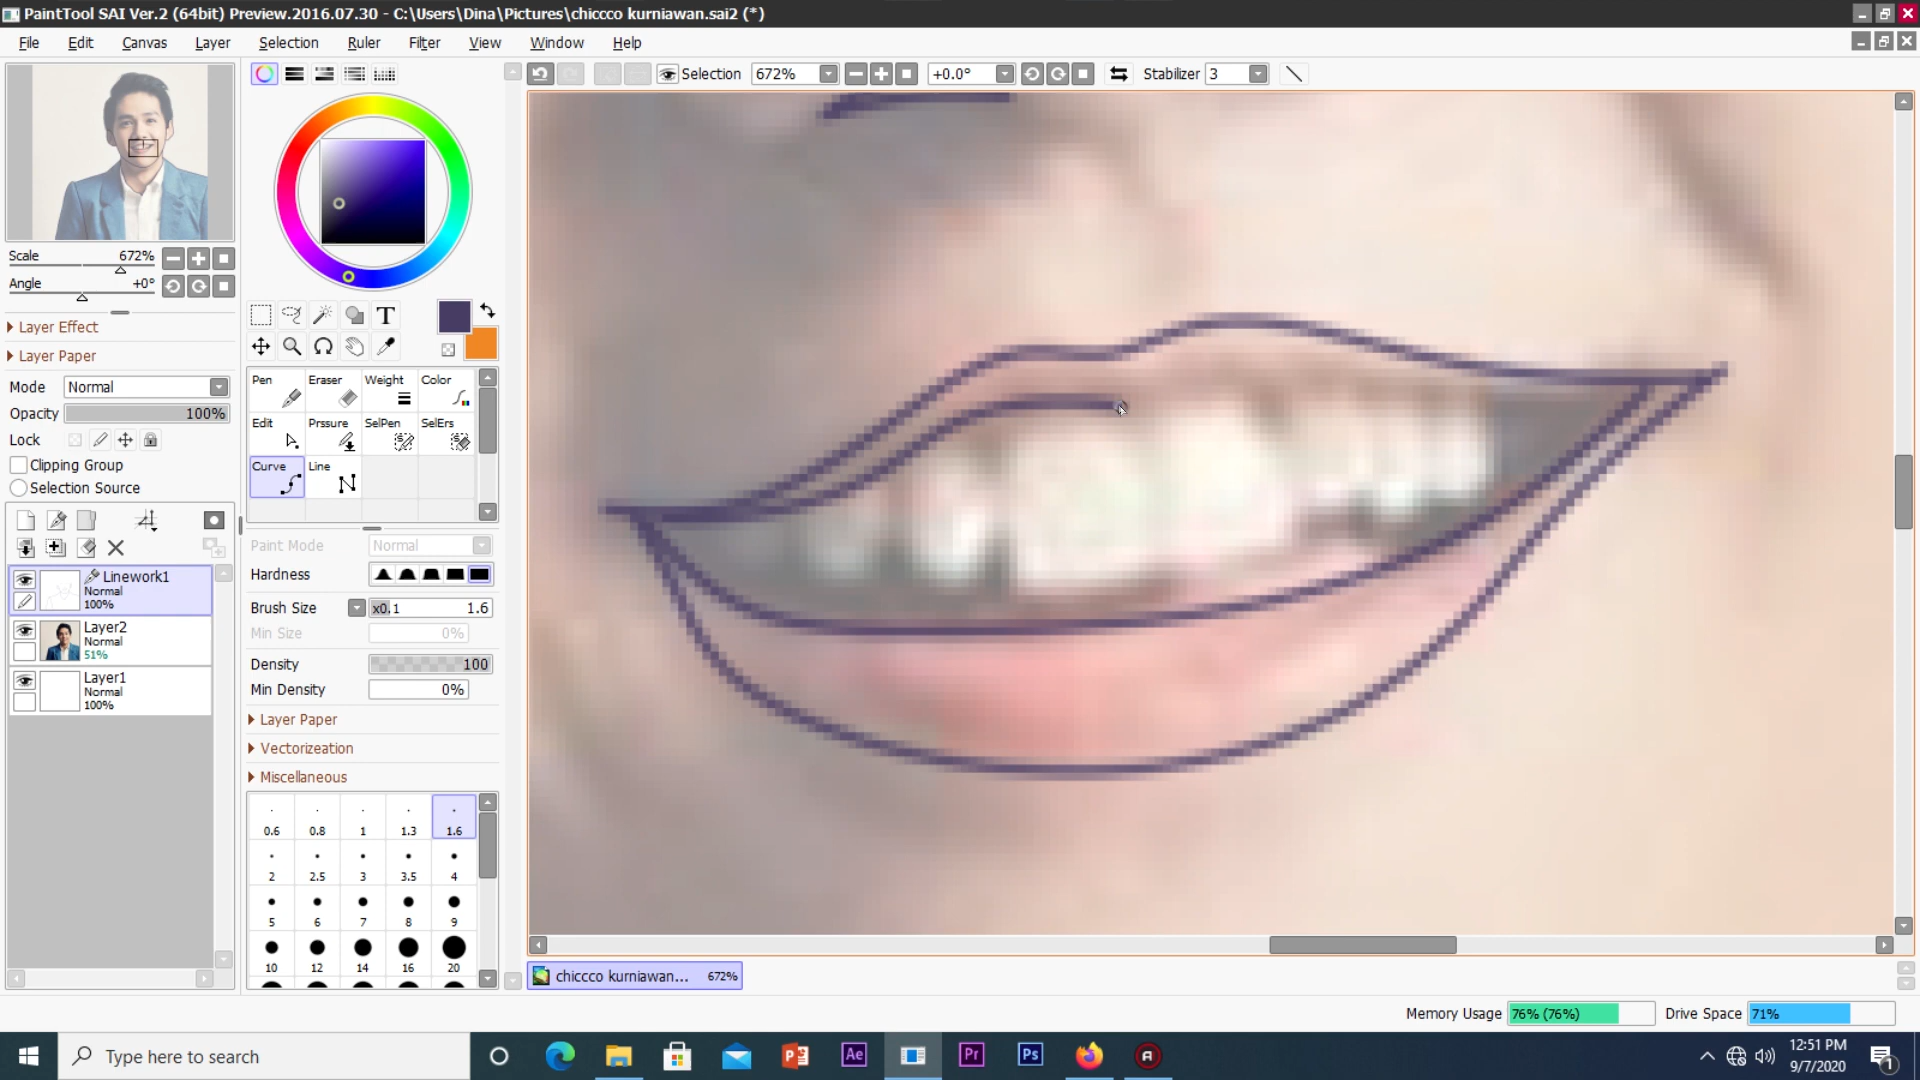 PaintTool SAI Ver.2 (64bit) Preview.2016.07.30 - C:\Users\Dina\Pictures\chiccco kurniawan.sai2 (*)
File Edit Canvas Layer Selection Ruler Filter View Window Help
Selection 672% +0.0° Stabilizer 3
Scale 672%
Angle +0°
Layer Effect
Layer Paper
Mode Normal
Opacity 100%
Lock
Clipping Group
Selection Source
Linework1
Normal
100%
Layer2
Normal
51%
Layer1
Normal
100%
T
Pen Eraser Weight Color
Edit Prssure SelPen SelErs
Curve Line
Paint Mode Normal
Hardness
Brush Size x0.1 1.6
Min Size 0%
Density 100
Min Density 0%
Layer Paper
Vectorizeation
Miscellaneous
0.6 0.8 1 1.3 1.6
2 2.5 3 3.5 4
5 6 7 8 9
10 12 14 16 20
chiccco kurniawan... 672%
Memory Usage 76% (76%) Drive Space 71%
Type here to search
Ae Pr Ps
12:51 PM
9/7/2020
1